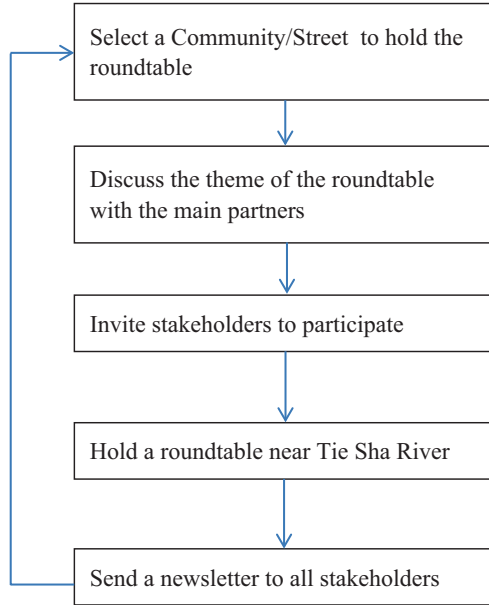 Select a Community/Street to hold the
roundtable
Discuss the theme of the roundtable
with the main partners
Invite stakeholders to participate
Hold a roundtable near Tie Sha River
Send a newsletter to all stakeholders